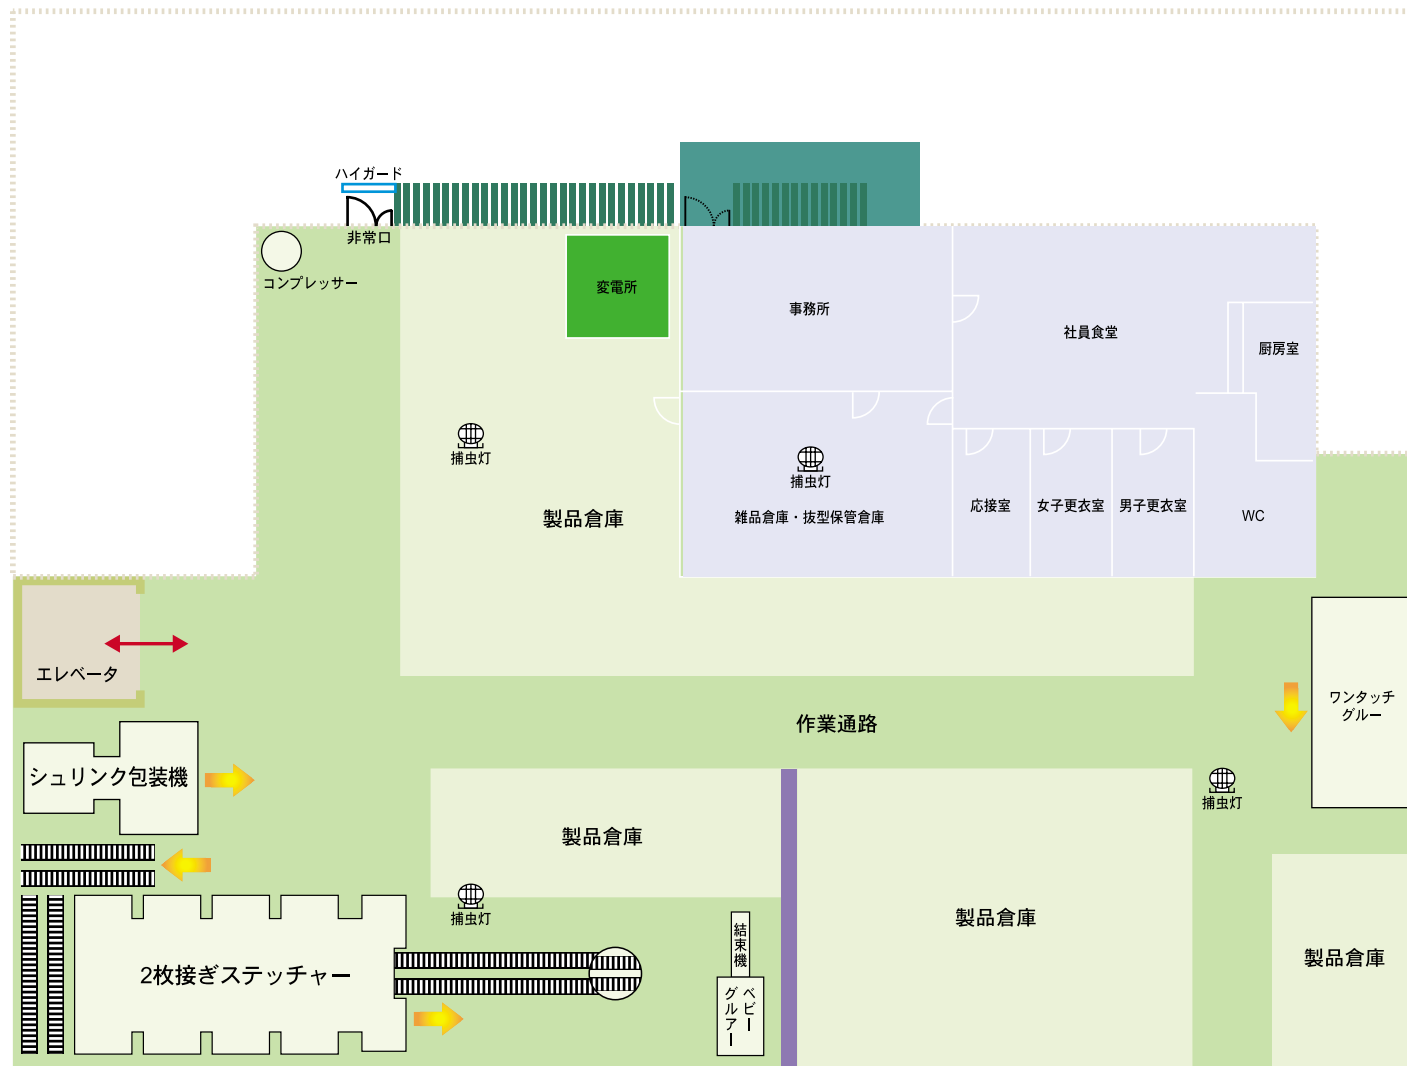 ハイガード
非常口
コンプレッサー
変電所
事務所
社員食堂
厨房室
捕虫灯
捕虫灯
製品倉庫
雑品倉庫・抜型保管倉庫
応接室
女子更衣室
男子更衣室
WC
エレベータ
作業通路
ワンタッチ
グルー
シュリンク包装機
捕虫灯
製品倉庫
捕虫灯
製品倉庫
結束機
製品倉庫
2枚接ぎステッチャー
ベビー
グルアー